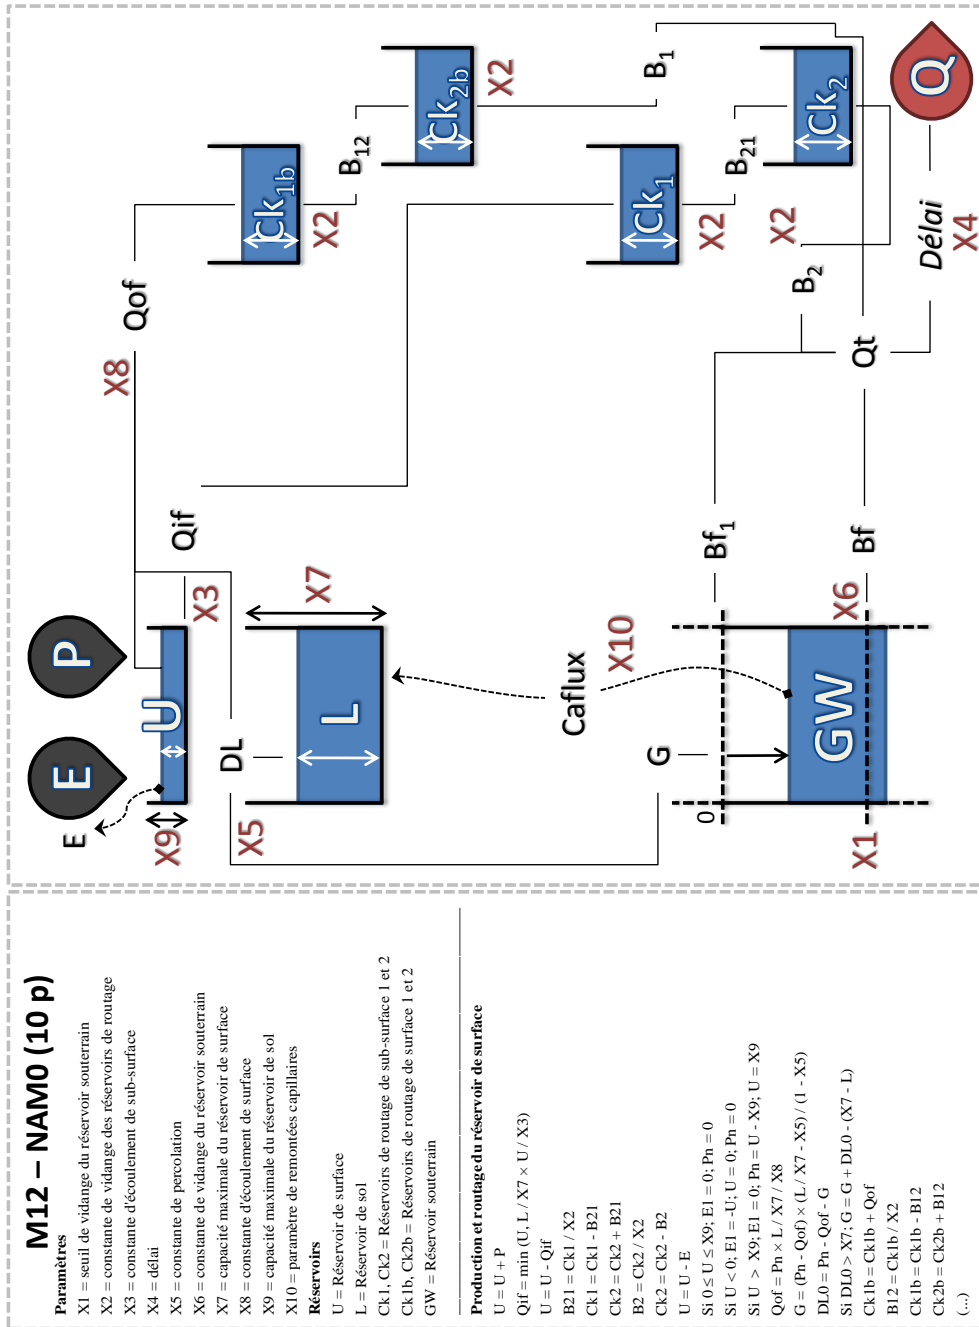 M12 – NAM0 (10 p)
Paramètres
X1 = seuil de vidange du réservoir souterrain
X2 = constante de vidange des réservoirs de routage
X3 = constante d'écoulement de sub-surface
X4 = délai
X5 = constante de percolation
X6 = constante de vidange du réservoir souterrain
X7 = capacité maximale du réservoir de surface
X8 = constante d'écoulement de surface
X9 = capacité maximale du réservoir de sol
X10 = paramètre de remontées capillaires
Réservoirs
U = Réservoir de surface
L = Réservoir de sol
Ck1, Ck2 = Réservoirs de routage de sub-surface 1 et 2
Ck1b, Ck2b = Réservoirs de routage de surface 1 et 2
GW = Réservoir souterrain
Production et routage du réservoir de surface
U = U + P
Qif = min (U, L / X7 × U / X3)
U = U - Qif
B21 = Ck1 / X2
Ck1 = Ck1 - B21
Ck2 = Ck2 + B21
B2 = Ck2 / X2
Ck2 = Ck2 - B2
U = U - E
Si 0 ≤ U ≤ X9; E1 = 0; Pn = 0
Si U < 0; E1 = -U; U = 0; Pn = 0
Si U > X9; E1 = 0; Pn = U - X9; U = X9
Qof = Pn × L / X7 / X8
G = (Pn - Qof) × (L / X7 - X5) / (1 - X5)
DL0 = Pn - Qof - G
Si DL0 > X7; G = G + DL0 - (X7 - L)
Ck1b = Ck1b + Qof
B12 = Ck1b / X2
Ck1b = Ck1b - B12
Ck2b = Ck2b + B12
(...)
E
P
E
X9
U
X3
Qif
X8
Qof
X5
DL
L
X7
Caflux
X10
G
0
GW
X1
X6
Bf1
Bf
Ck1b
X2
B12
Ck2b
X2
B1
Ck1
X2
B21
Ck2
X2
B2
Qt
Délai
X4
Q